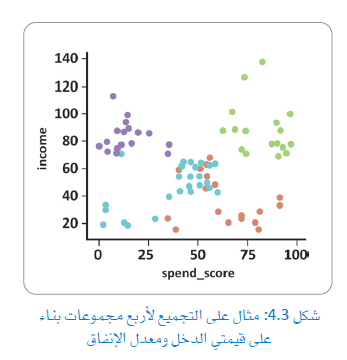 140
120
100
80
60
40
20
income
0 25 50 75 100
spend_score
شكل 4.3: مثال على التجميع لأربع مجموعات بناء
على قيمتي الدخل ومعدل الإنفاق